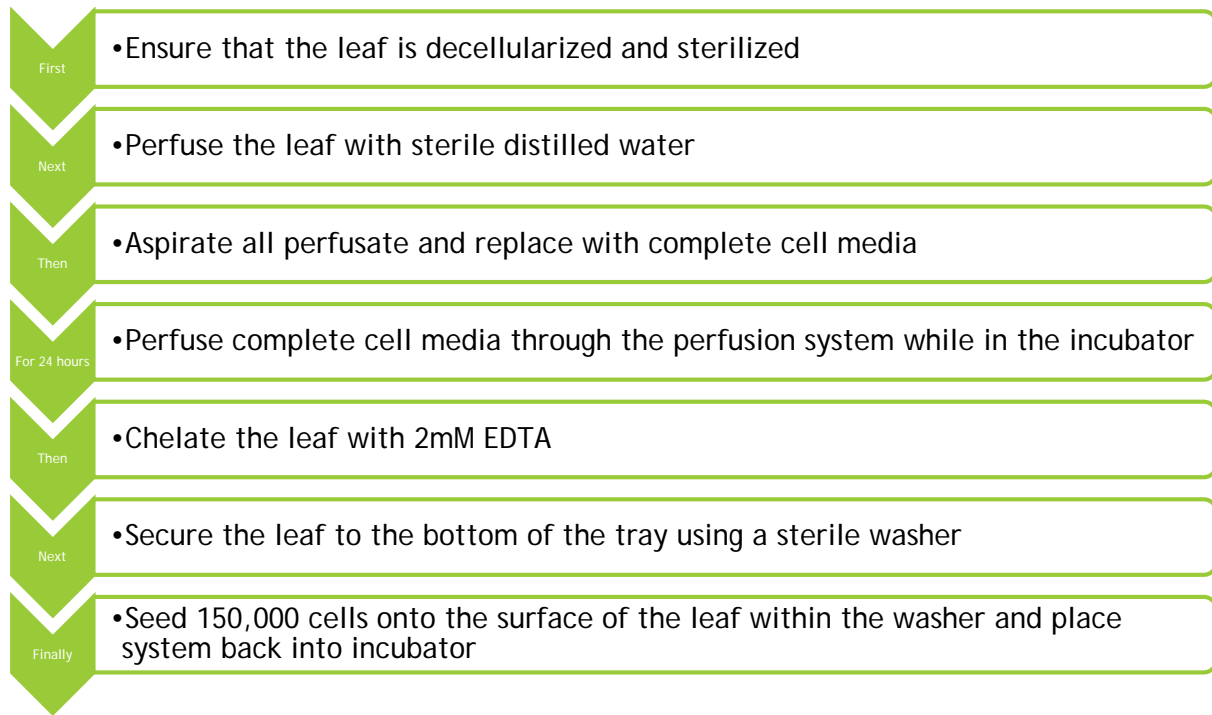 First
•Ensure that the leaf is decellularized and sterilized
Next
•Perfuse the leaf with sterile distilled water
Then
•Aspirate all perfusate and replace with complete cell media
For 24 hours
•Perfuse complete cell media through the perfusion system while in the incubator
Then
•Chelate the leaf with 2mM EDTA
Next
•Secure the leaf to the bottom of the tray using a sterile washer
Finally
•Seed 150,000 cells onto the surface of the leaf within the washer and place
system back into incubator